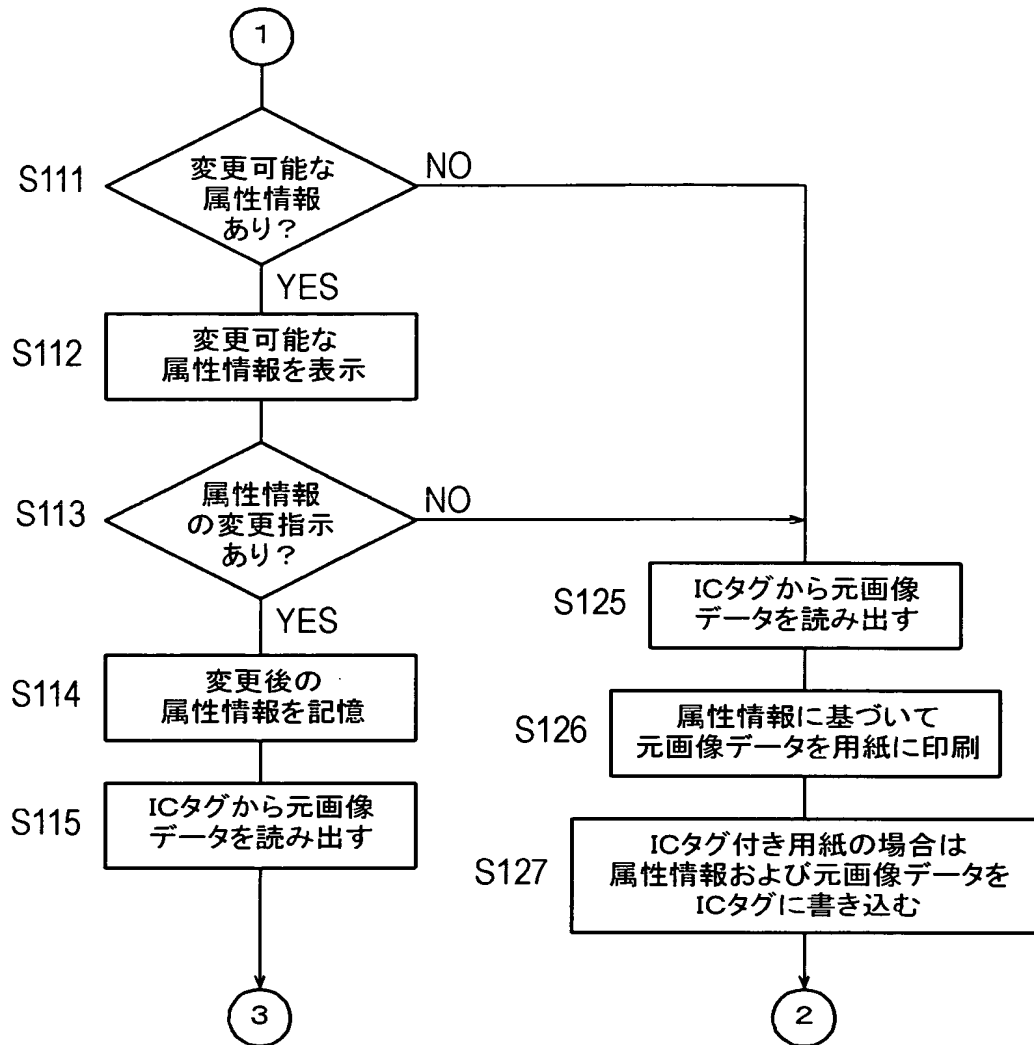 1
S111
変更可能な
属性情報
あり？
NO
YES
S112
変更可能な
属性情報を表示
S113
属性情報
の変更指示
あり？
NO
YES
S114
変更後の
属性情報を記憶
S115
ICタグから元画像
データを読み出す
3
S125
ICタグから元画像
データを読み出す
S126
属性情報に基づいて
元画像データを用紙に印刷
S127
ICタグ付き用紙の場合は
属性情報および元画像データを
ICタグに書き込む
2